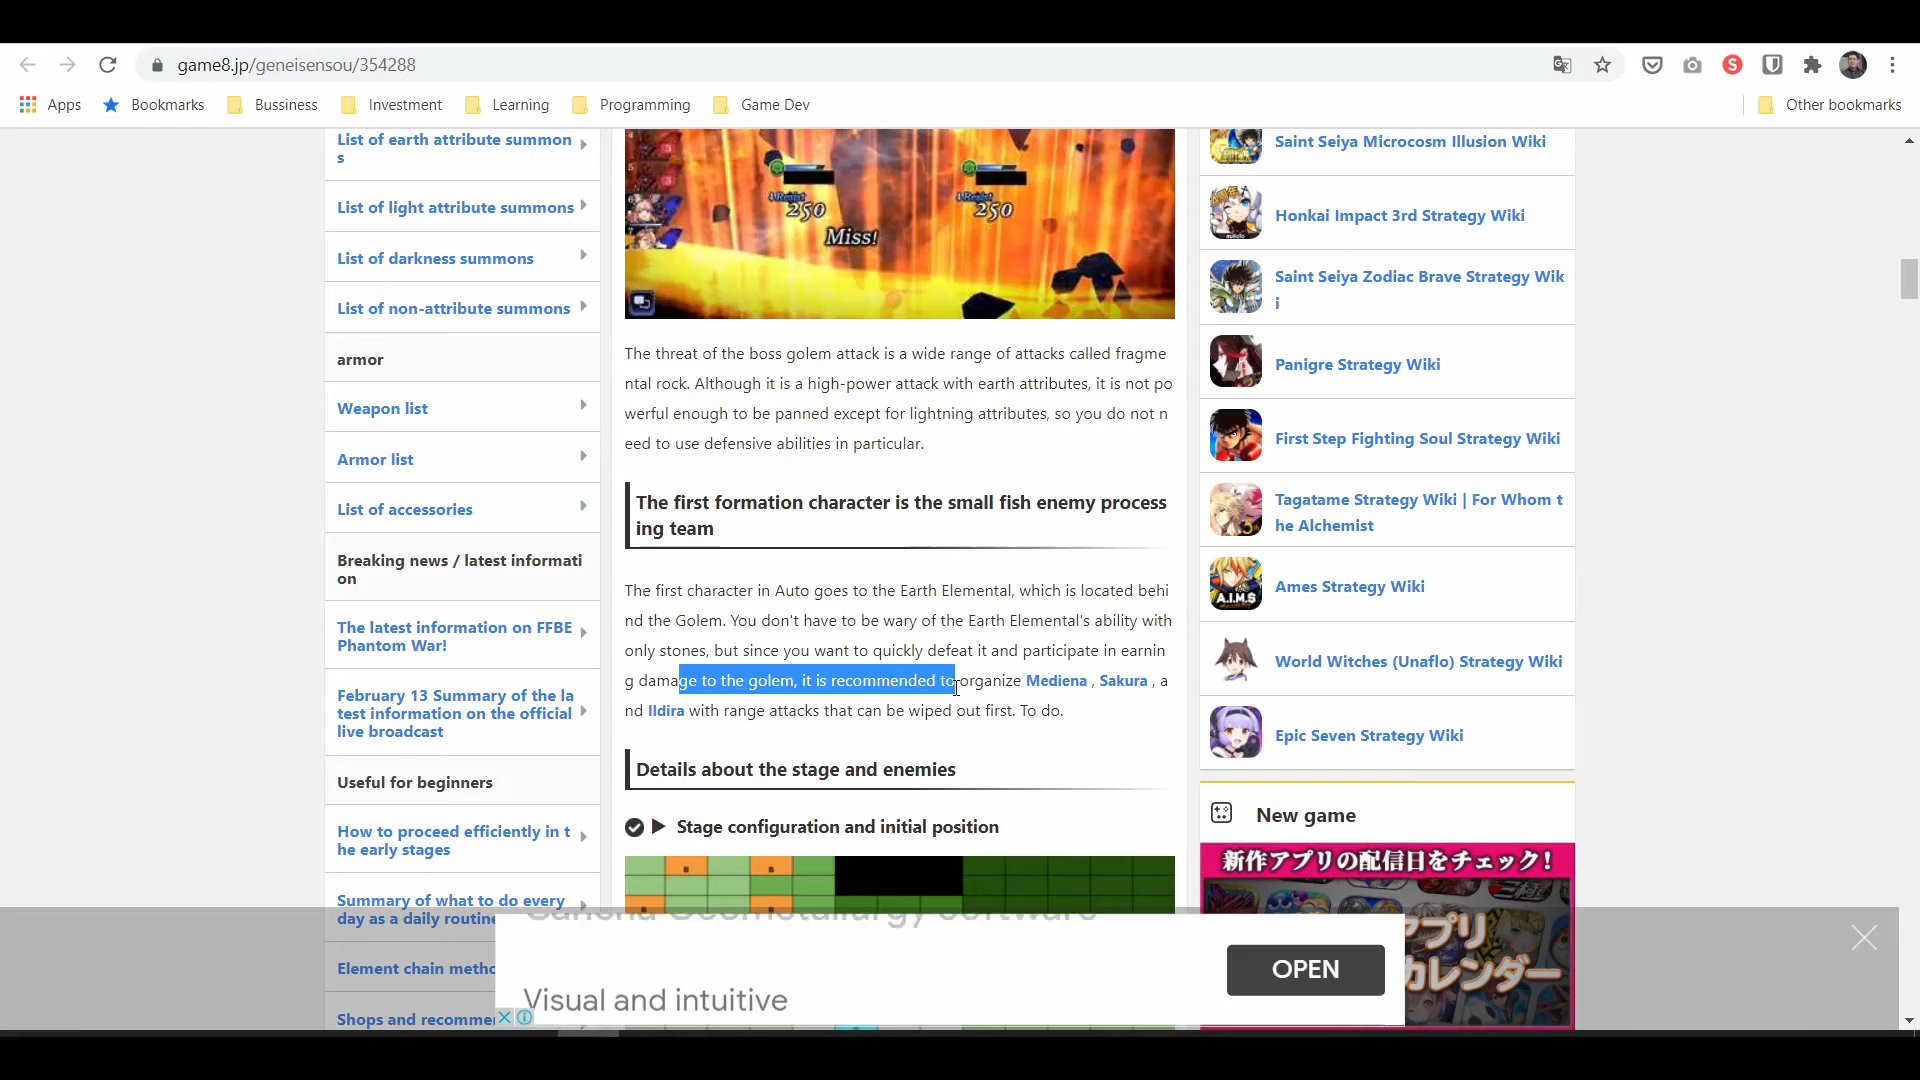 game8.jp/geneisensou/354288
S
Apps
Bookmarks
Bussiness
Investment
Learning
Programming
Game Dev
Other bookmarks
List of earth attribute summon
s
List of light attribute summons
List of darkness summons
List of non-attribute summons
armor
Weapon list
Armor list
List of accessories
Breaking news / latest informati
on
The latest information on FFBE
Phantom War!
February 13 Summary of the la
test information on the official
live broadcast
Useful for beginners
How to proceed efficiently in t
he early stages
Summary of what to do every
day as a daily routine
Element chain metho
Shops and recomme
250
250
Miss!
The threat of the boss golem attack is a wide range of attacks called fragme
ntal rock. Although it is a high-power attack with earth attributes, it is not po
werful enough to be panned except for lightning attributes, so you do not n
eed to use defensive abilities in particular.
The first formation character is the small fish enemy process
ing team
The first character in Auto goes to the Earth Elemental, which is located behi
nd the Golem. You don't have to be wary of the Earth Elemental's ability with
only stones, but since you want to quickly defeat it and participate in earnin
g damage to the golem, it is recommended to organize Mediena , Sakura , a
nd Ildira with range attacks that can be wiped out first. To do.
Details about the stage and enemies
Stage configuration and initial position
Visual and intuitive
OPEN
Saint Seiya Microcosm Illusion Wiki
Honkai Impact 3rd Strategy Wiki
Saint Seiya Zodiac Brave Strategy Wik
i
Panigre Strategy Wiki
First Step Fighting Soul Strategy Wiki
Tagatame Strategy Wiki | For Whom t
he Alchemist
A.I.M.S
Ames Strategy Wiki
World Witches (Unaflo) Strategy Wiki
Epic Seven Strategy Wiki
New game
新作アプリの配信日をチェック!
アプリ
カレンダー